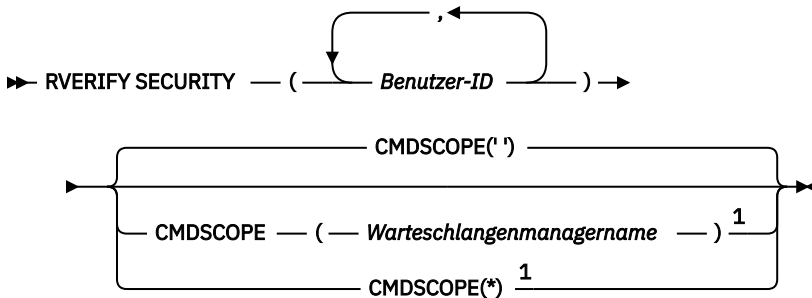 ,
RVERIFY SECURITY ( Benutzer-ID )
CMDSCOPE(' ')
CMDSCOPE ( Warteschlangenmanagername ) 1
CMDSCOPE(*) 1